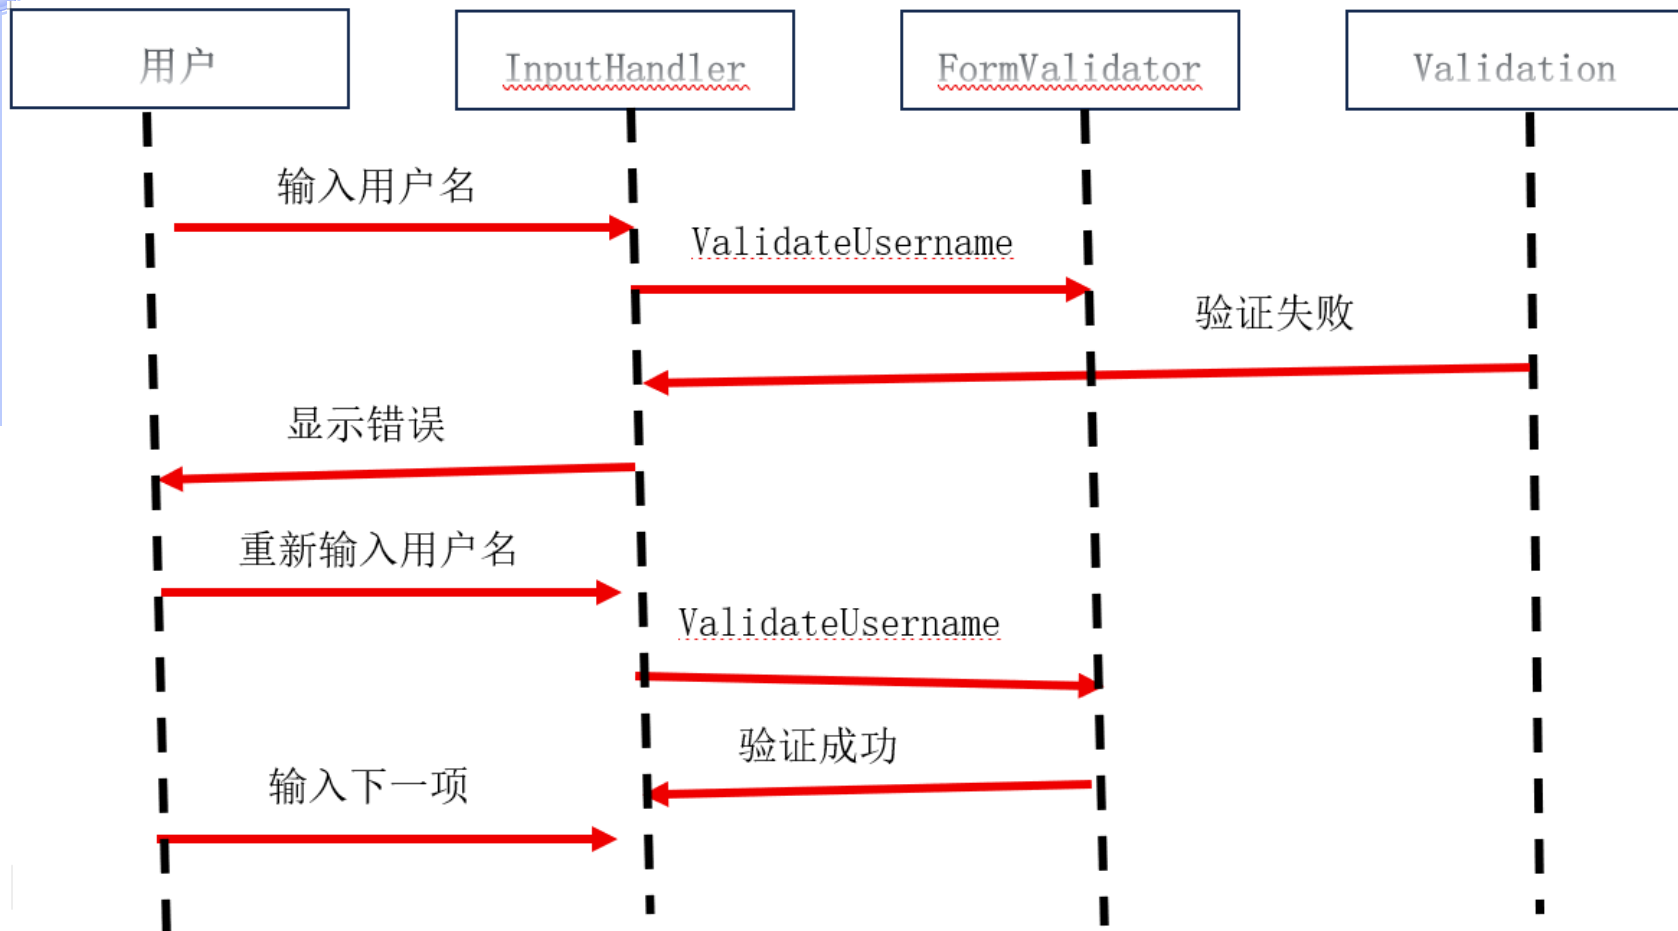 用户
InputHandler
FormValidator
Validation
输入用户名
ValidateUsername
验证失败
显示错误
重新输入用户名
ValidateUsername
验证成功
输入下一项